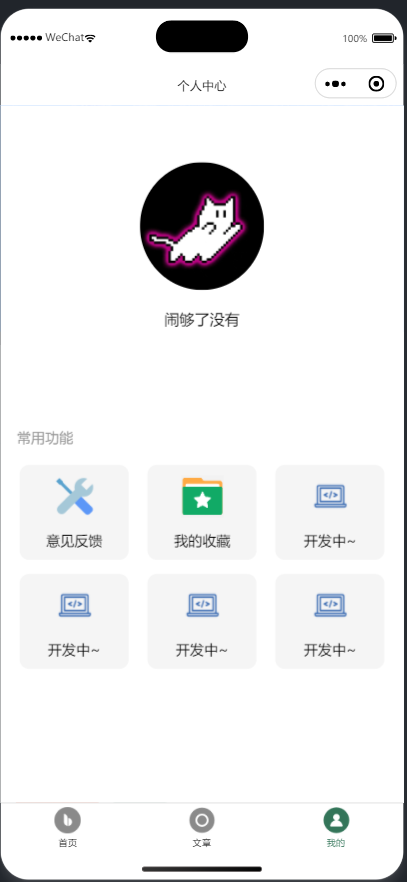 WeChat
100%
个人中心
闹够了没有
常用功能
意见反馈
我的收藏
开发中~
开发中~
开发中~
开发中~
首页
文章
我的